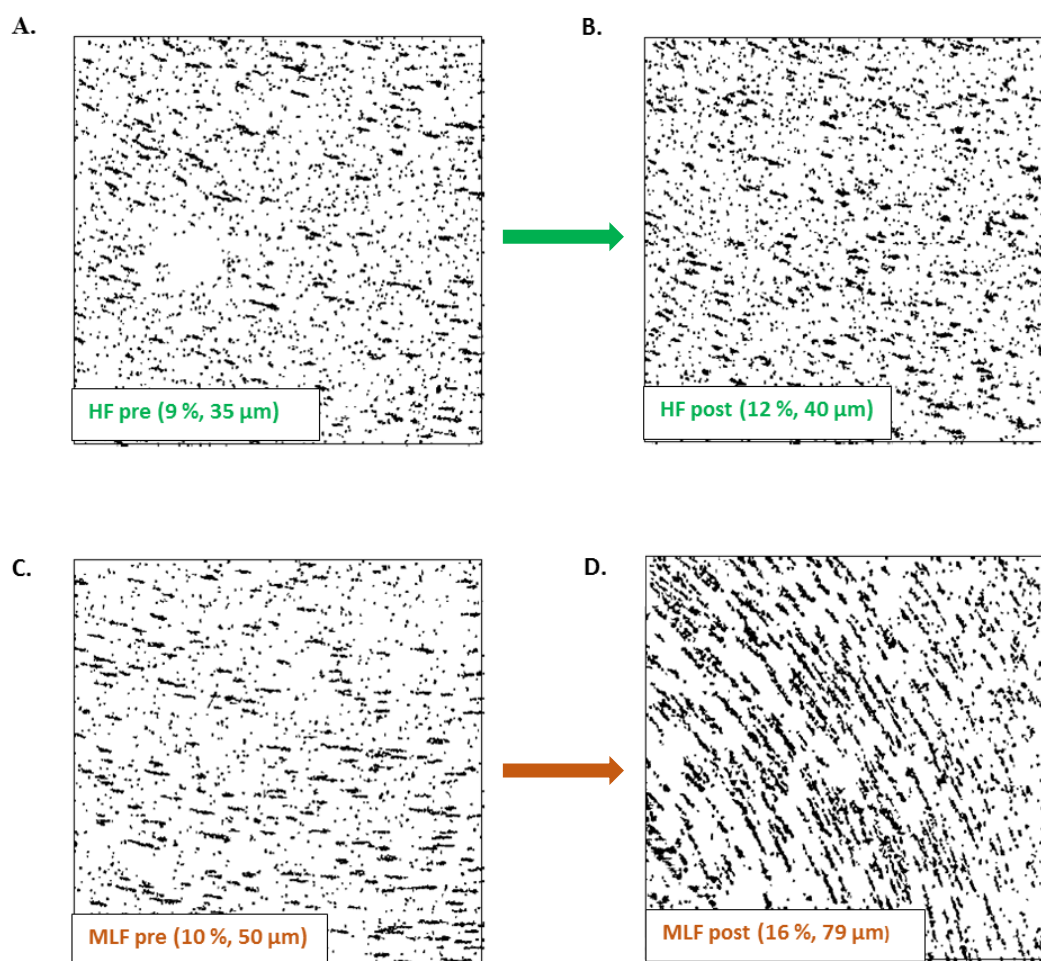 A.
B.
HF pre (9 %, 35 µm)
HF post (12 %, 40 µm)
C.
D.
MLF pre (10 %, 50 µm)
MLF post (16 %, 79 µm)